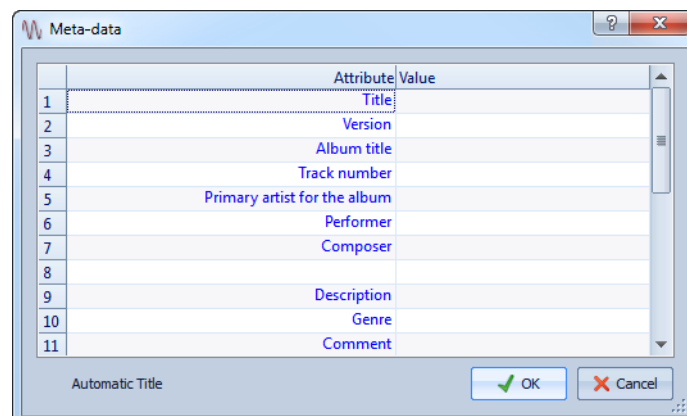 Meta-data
Attribute Value
1 Title
2 Version
3 Album title
4 Track number
5 Primary artist for the album
6 Performer
7 Composer
8
9 Description
10 Genre
11 Comment
Automatic Title OK Cancel